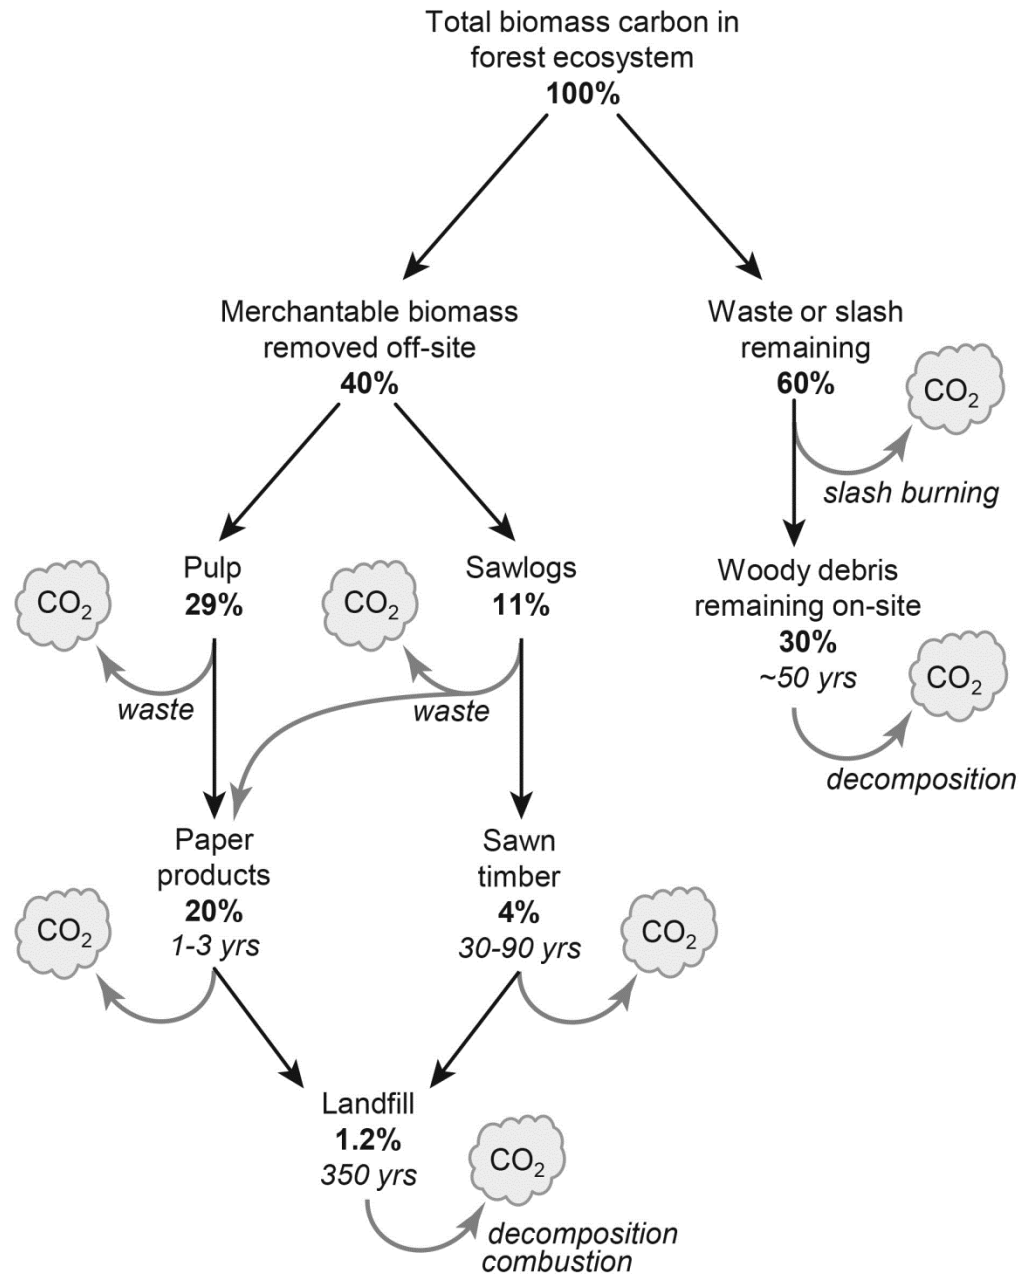 Total biomass carbon in
forest ecosystem
100%
Merchantable biomass
removed off-site
40%
Waste or slash
remaining
60%
CO₂
slash burning
CO₂
Pulp
29%
waste
CO₂
Sawlogs
11%
waste
Woody debris
remaining on-site
30%
~50 yrs
CO₂
decomposition
Paper
products
20%
1-3 yrs
CO₂
Sawn
timber
4%
30-90 yrs
CO₂
Landfill
1.2%
350 yrs
CO₂
decomposition
combustion